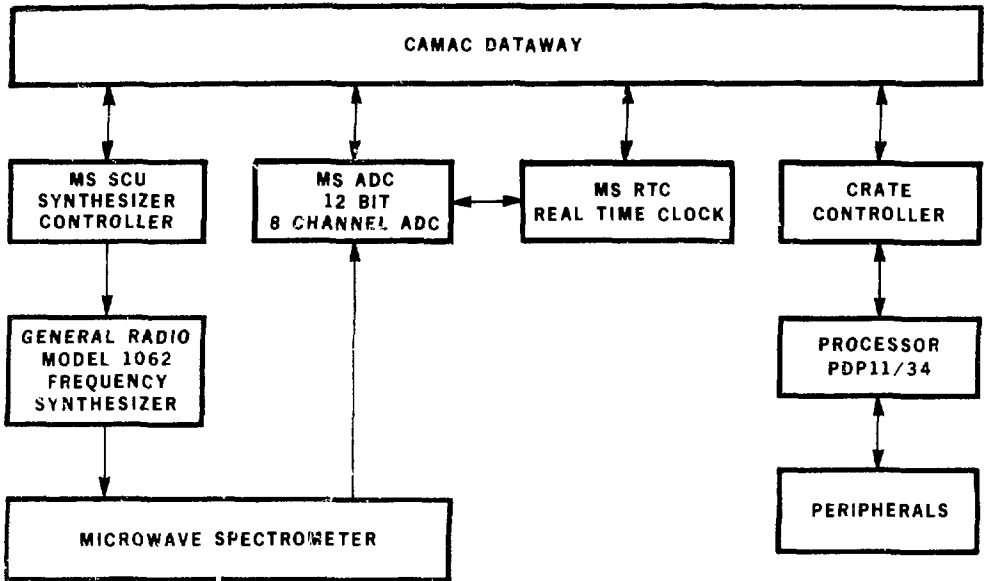 CAMAC DATAWAY
MS SCU
SYNTHESIZER
CONTROLLER
MS ADC
12 BIT
8 CHANNEL ADC
MS RTC
REAL TIME CLOCK
CRATE
CONTROLLER
GENERAL RADIO
MODEL 1062
FREQUENCY
SYNTHESIZER
PROCESSOR
PDP11/34
MICROWAVE SPECTROMETER
PERIPHERALS